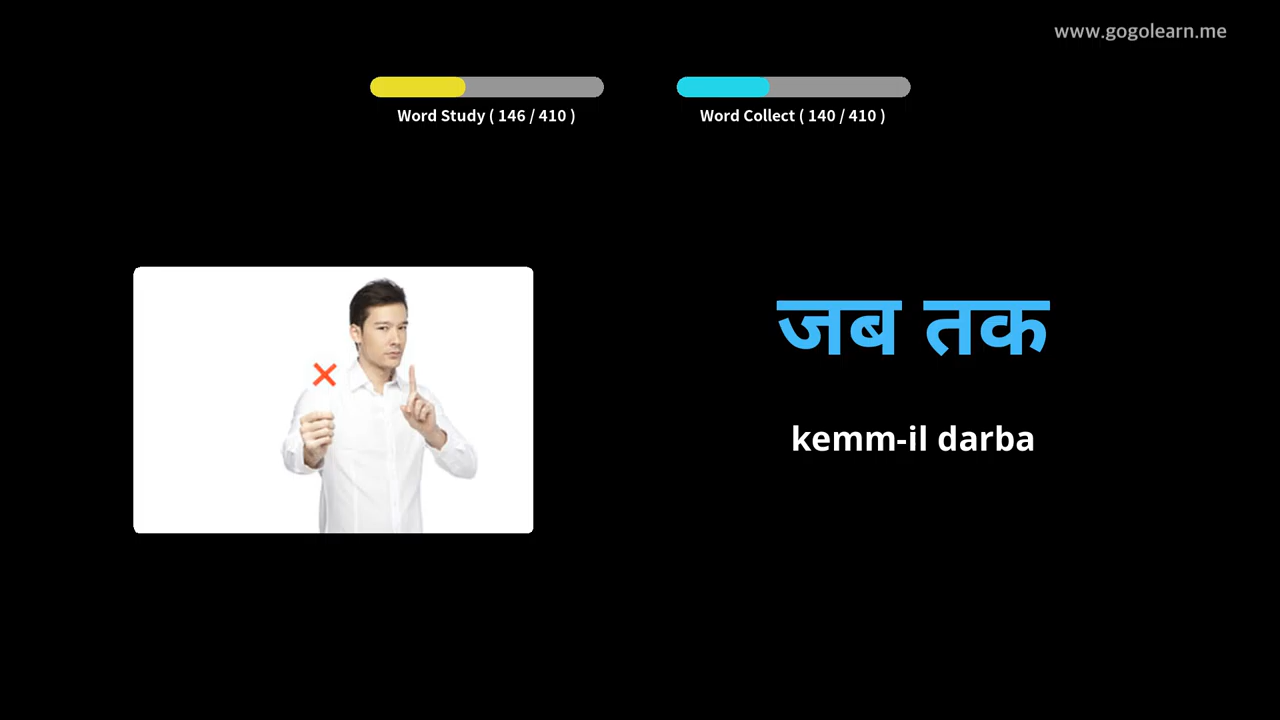 www.gogolearn.me
Word Study ( 146 / 410 )
Word Collect ( 140 / 410 )
जब तक
kemm-il darba